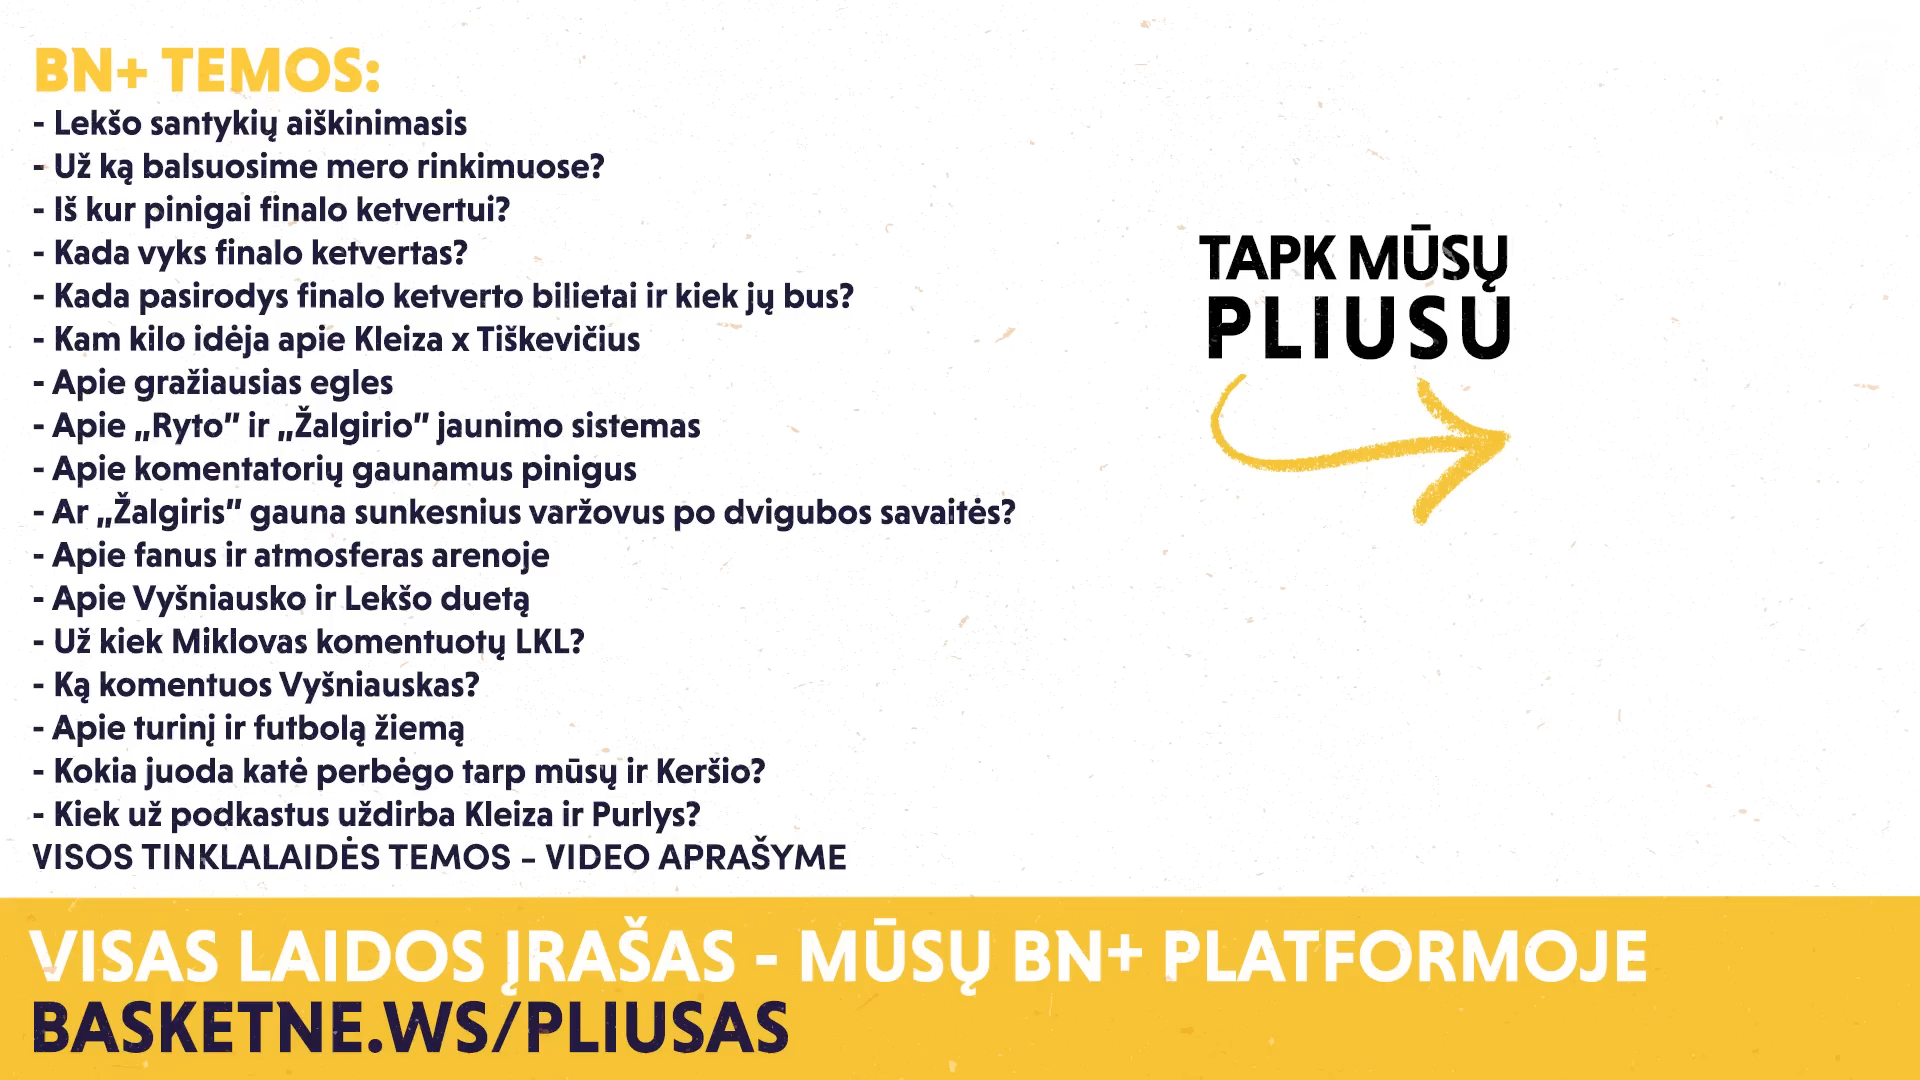 BN+ TEMOS:
- Lekšo santykių aiškinimasis
- Už ką balsuosime mero rinkimuose?
- Iš kur pinigai finalo ketvertui?
- Kada vyks finalo ketvertas?
- Kada pasirodys finalo ketverto bilietai ir kiek jų bus?
- Kam kilo idėja apie Kleiza x Tiškevičius
- Apie gražiausias egles
- Apie „Ryto” ir „Žalgirio” jaunimo sistemas
- Apie komentatorių gaunamus pinigus
- Ar „Žalgiris” gauna sunkesnius varžovus po dvigubos savaitės?
- Apie fanus ir atmosferas arenoje
- Apie Vyšniausko ir Lekšo duetą
- Už kiek Miklovas komentuotų LKL?
- Ką komentuos Vyšniauskas?
- Apie turinį ir futbolą žiemą
- Kokia juoda katė perbėgo tarp mūsų ir Keršio?
- Kiek už podkastus uždirba Kleiza ir Purlys?
VISOS TINKLALAIDĖS TEMOS – VIDEO APRAŠYME
TAPK MŪSŲ
PLIUSU
VISAS LAIDOS ĮRAŠAS - MŪSŲ BN+ PLATFORMOJE
BASKETNE.WS/PLIUSAS